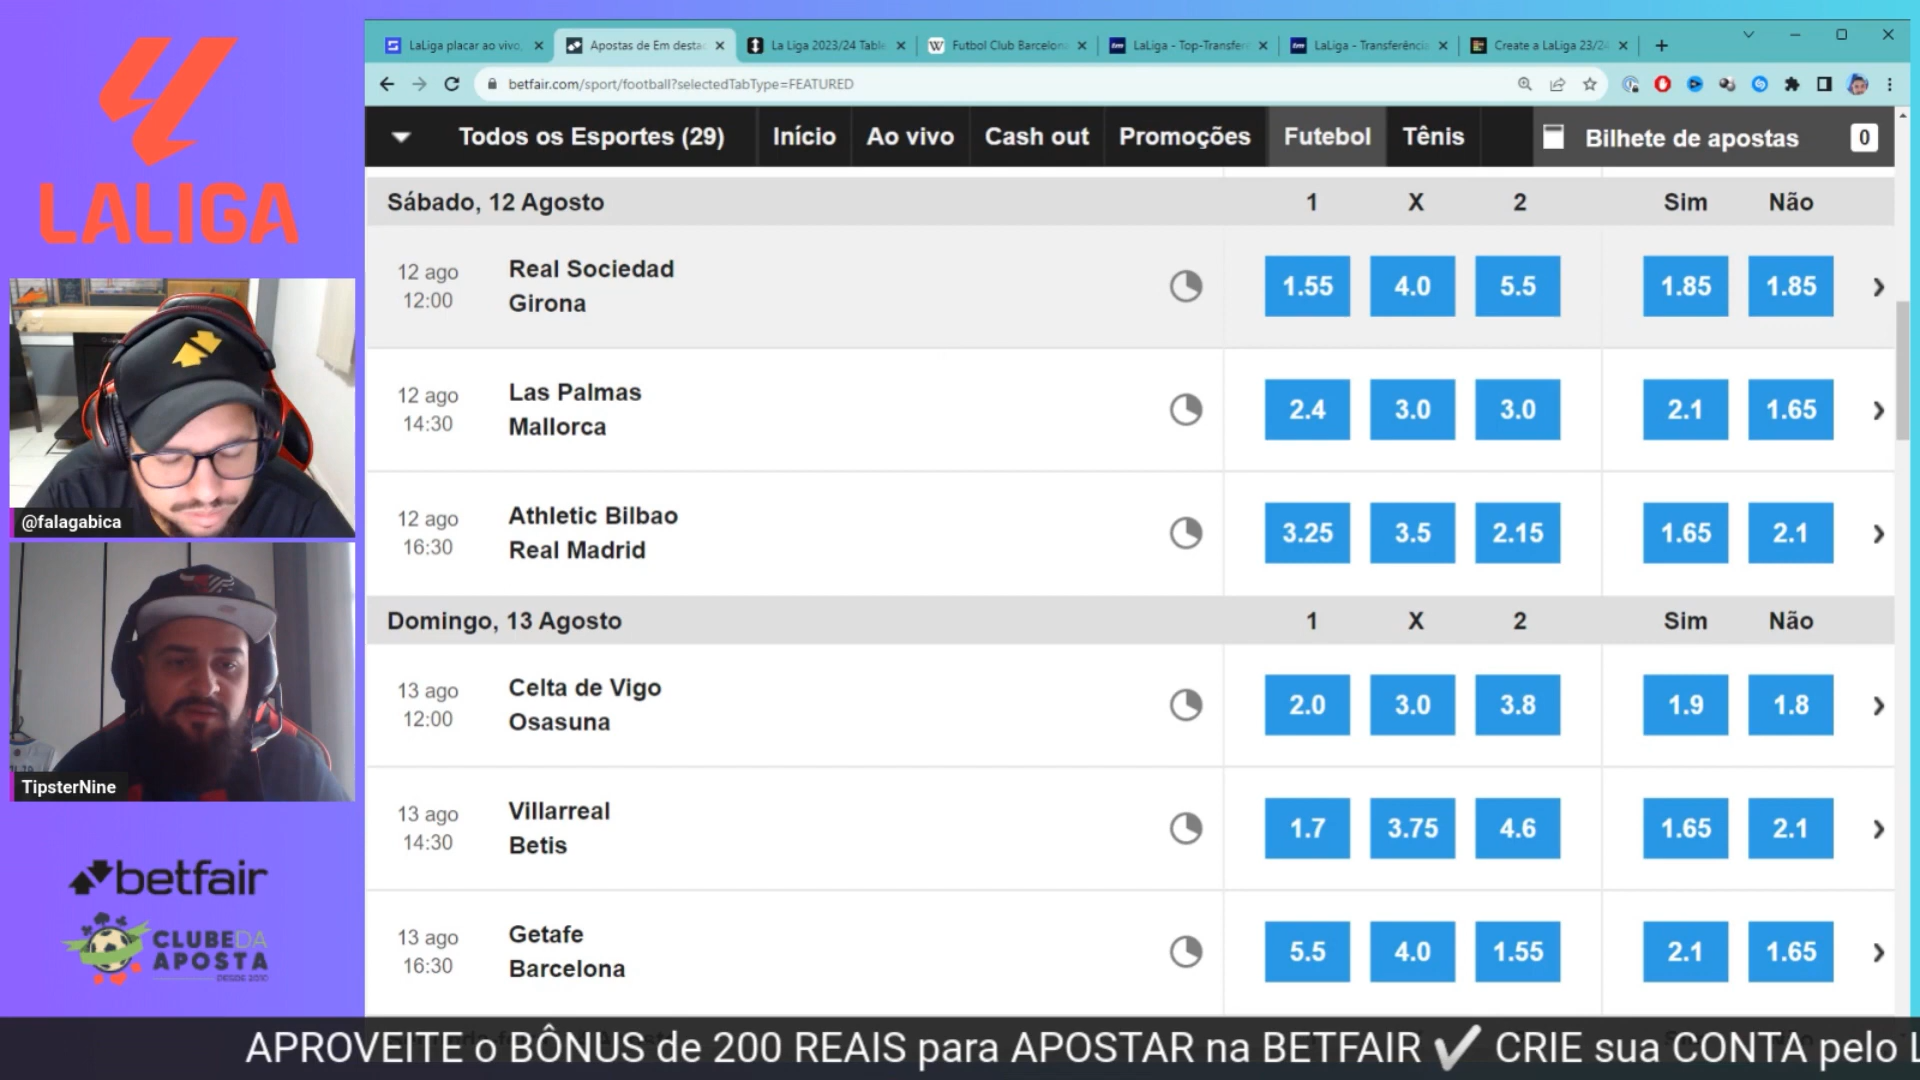 LALIGA
@falagabica
TipsterNine
betfair
CLUBE DA
APOSTA
DESDE 2010
LaLiga placar ao vivo,
Apostas de Em desta
La Liga 2023/24 Table
Futbol Club Barcelona
LaLiga - Top-Transfer
LaLiga - Transferência
Create a LaLiga 23/24
betfair.com/sport/football?selectedTabType=FEATURED
Todos os Esportes (29) Início Ao vivo Cash out Promoções Futebol Tênis Bilhete de apostas 0
Sábado, 12 Agosto 1 X 2 Sim Não
12 ago
12:00
Real Sociedad
Girona
1.55 4.0 5.5 1.85 1.85
12 ago
14:30
Las Palmas
Mallorca
2.4 3.0 3.0 2.1 1.65
12 ago
16:30
Athletic Bilbao
Real Madrid
3.25 3.5 2.15 1.65 2.1
Domingo, 13 Agosto 1 X 2 Sim Não
13 ago
12:00
Celta de Vigo
Osasuna
2.0 3.0 3.8 1.9 1.8
13 ago
14:30
Villarreal
Betis
1.7 3.75 4.6 1.65 2.1
13 ago
16:30
Getafe
Barcelona
5.5 4.0 1.55 2.1 1.65
APROVEITE o BÔNUS de 200 REAIS para APOSTAR na BETFAIR ✔ CRIE sua CONTA pelo L